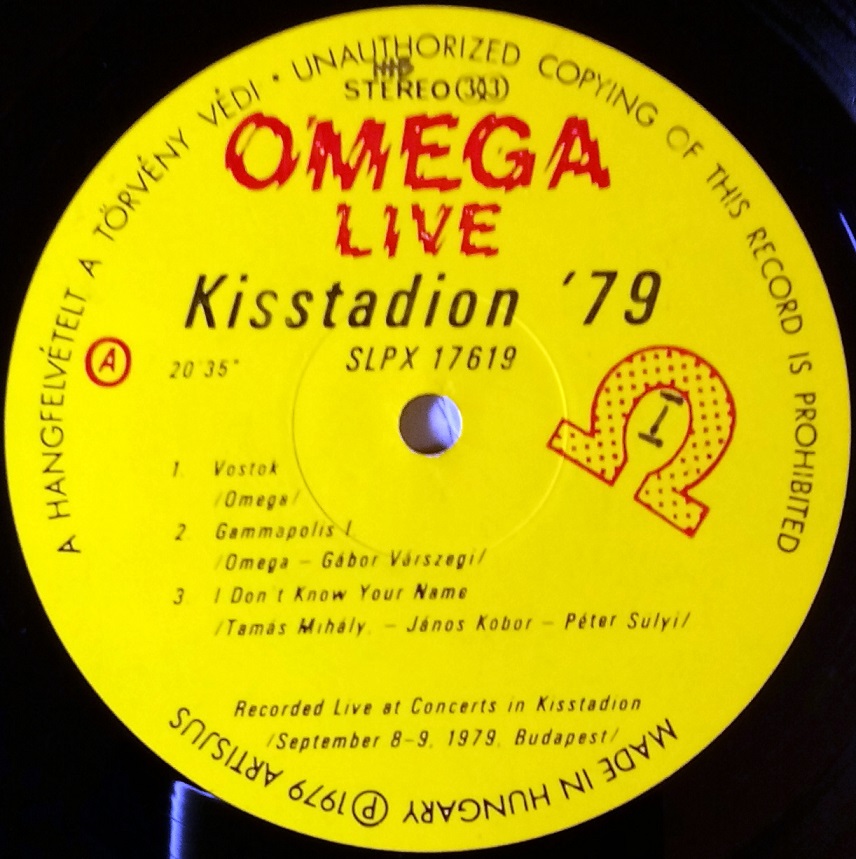 A HANGFELVÉTELT A TÖRVÉNY VÉDI • UNAUTHORIZED COPYING OF THIS RECORD IS PROHIBITED
STEREO (33)
OMEGA
LIVE
Kisstadion '79
A
20'35"
SLPX 17619
I
1. Vostok
/Omega/
2 Gammapolis I.
/Omega – Gábor Várszegi/
3 I Don't Know Your Name
/Tamás Mihály. – János Kobor – Péter Sülyi/
Recorded Live at Concerts in Kisstadion
/September 8–9, 1979, Budapest/
MADE IN HUNGARY Ⓟ 1979 ARTISJUS